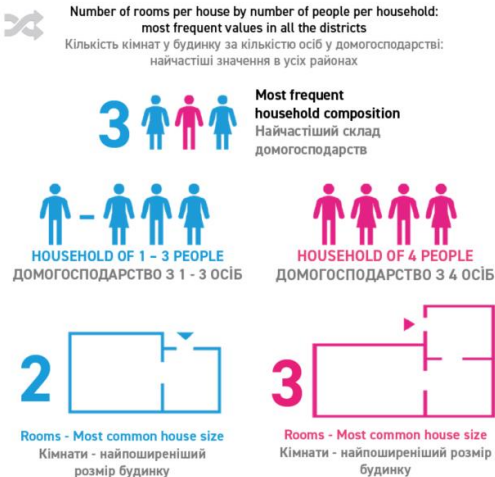 Number of rooms per house by number of people per household:
most frequent values in all the districts
Кількість кімнат у будинку за кількістю осіб у домогосподарстві:
найчастіші значення в усіх районах
3
Most frequent
household composition
Найчастіший склад
домогосподарств
HOUSEHOLD OF 1 – 3 PEOPLE
ДОМОГОСПОДАРСТВО З 1 - 3 ОСІБ
HOUSEHOLD OF 4 PEOPLE
ДОМОГОСПОДАРСТВО З 4 ОСІБ
2
Rooms - Most common house size
Кімнати - найпоширеніший
розмір будинку
3
Rooms - Most common house size
Кімнати - найпоширеніший розмір
будинку